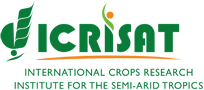 ICRISAT
INTERNATIONAL CROPS RESEARCH
INSTITUTE FOR THE SEMI-ARID TROPICS